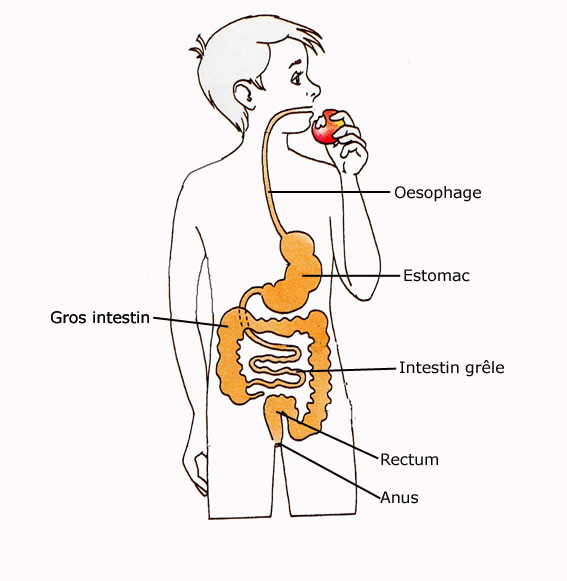 Oesophage
Estomac
Gros intestin
Intestin grêle
Rectum
Anus